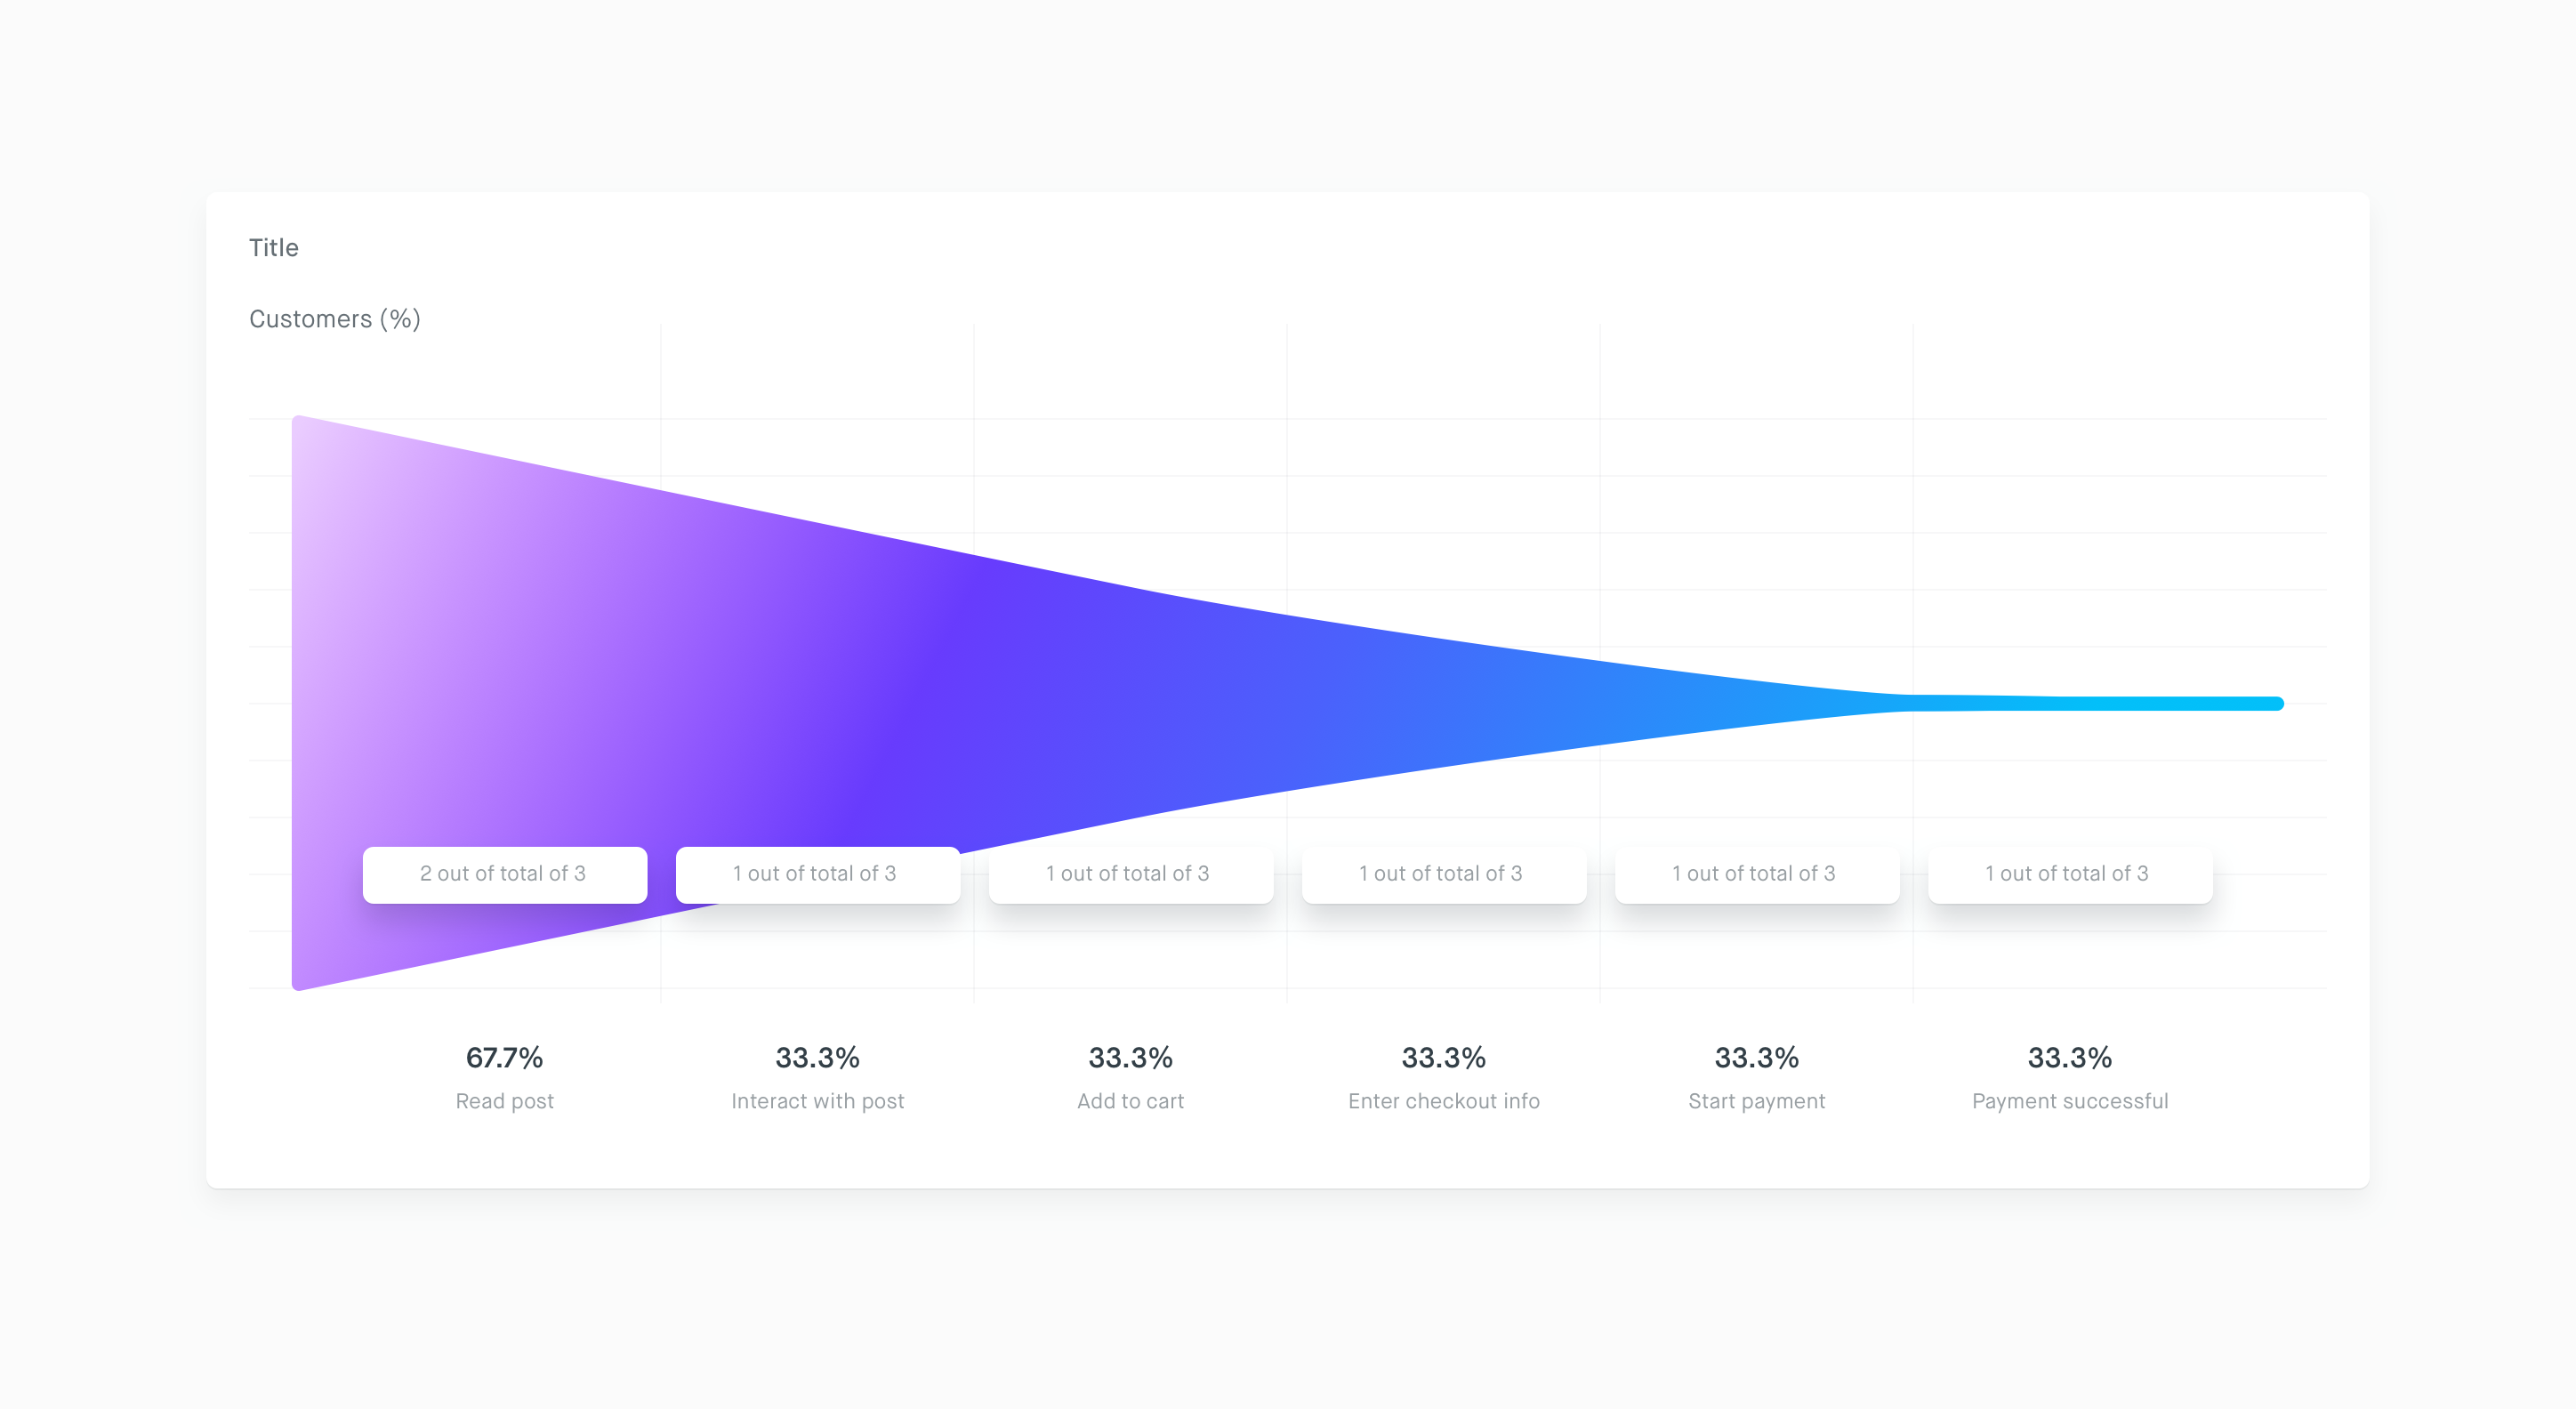 Title
Customers (%)
2 out of total of 3
1 out of total of 3
1 out of total of 3
1 out of total of 3
1 out of total of 3
1 out of total of 3
67.7%
Read post
33.3%
Interact with post
33.3%
Add to cart
33.3%
Enter checkout info
33.3%
Start payment
33.3%
Payment successful